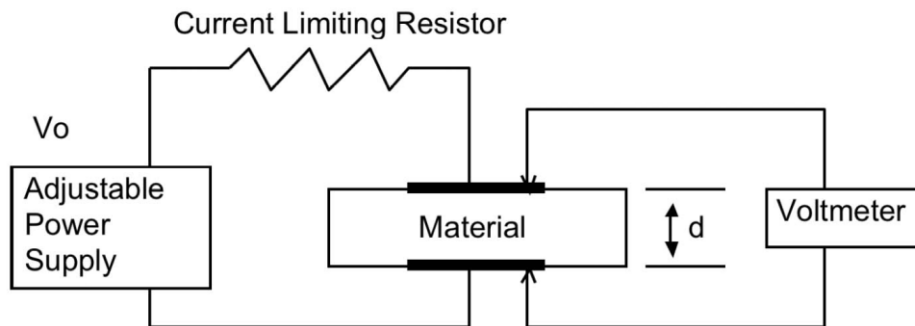 Current Limiting Resistor
Vo
Adjustable
Power
Supply
Material
d
Voltmeter